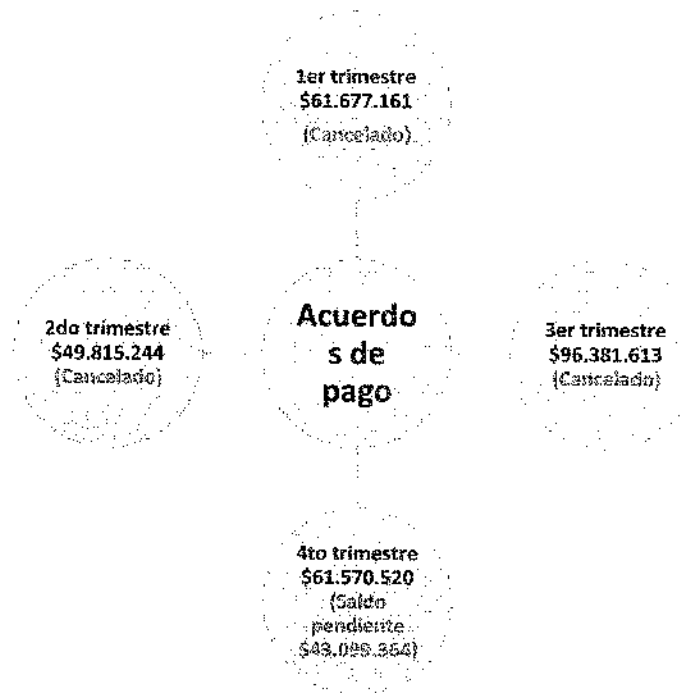 1er trimestre
$61.677.161
(Cancelado)
2do trimestre
$49.815.244
(Cancelado)
Acuerdo
s de
pago
3er trimestre
$96.381.613
(Cancelado)
4to trimestre
$61.570.520
(Saldo
pendiente